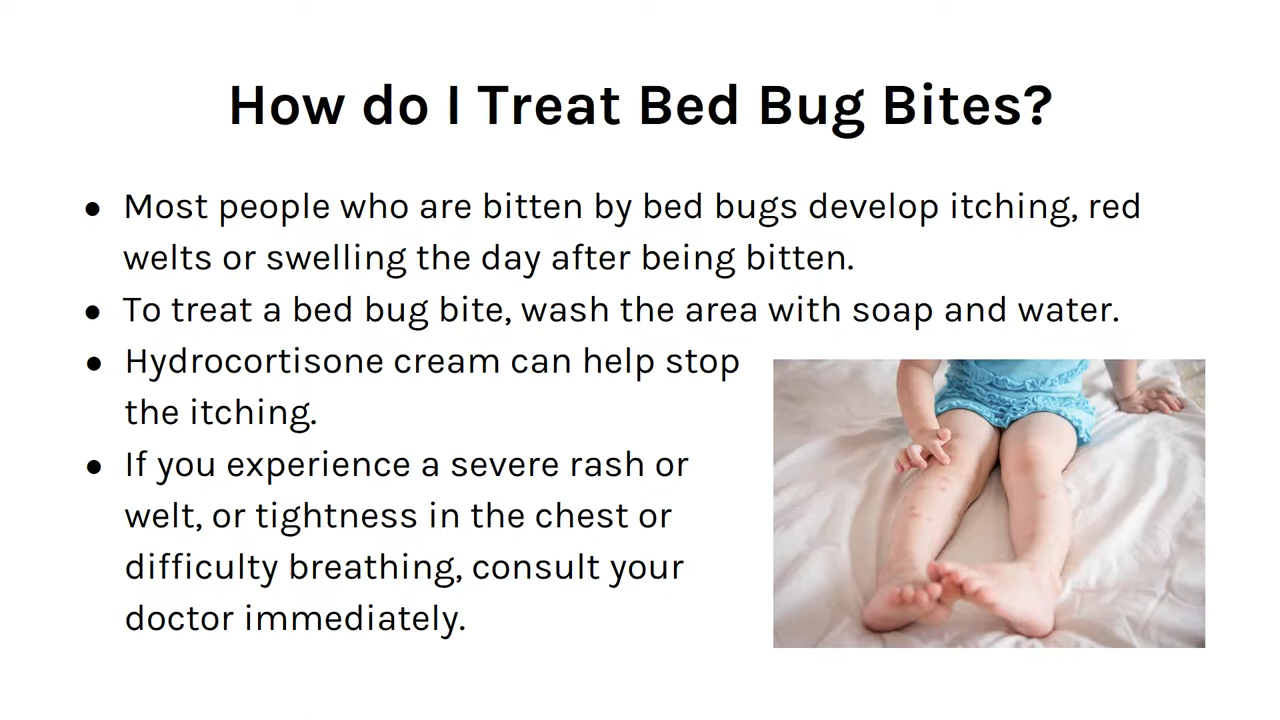 How do I Treat Bed Bug Bites?
● Most people who are bitten by bed bugs develop itching, red
welts or swelling the day after being bitten.
● To treat a bed bug bite, wash the area with soap and water.
● Hydrocortisone cream can help stop
the itching.
● If you experience a severe rash or
welt, or tightness in the chest or
difficulty breathing, consult your
doctor immediately.